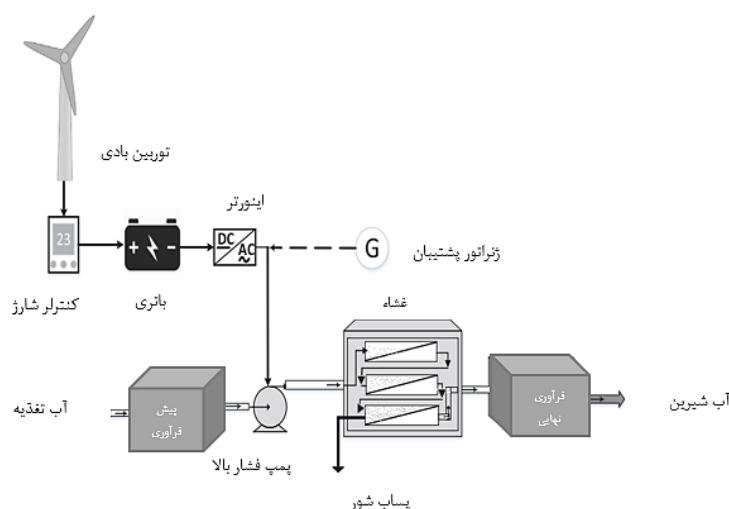 توربین بادی
اینورتر
23
DC
AC
G
ژنراتور پشتیبان
کنترلر شارژ
باتری
غشاء
آب تغذیه
پیش
فرآوری
پمپ فشار بالا
فرآوری
نهایی
آب شیرین
پساب شور